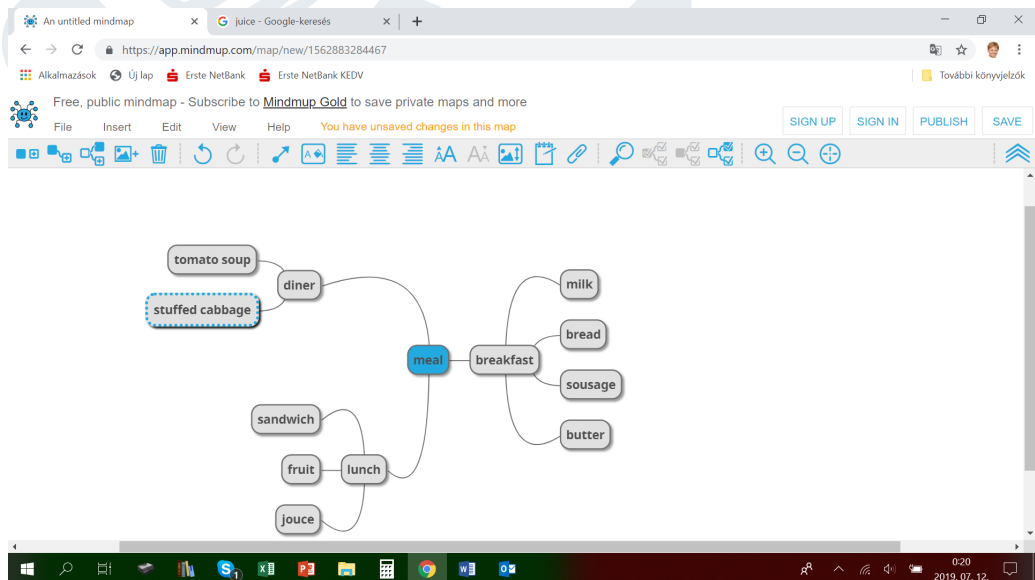 An untitled mindmap
juice - Google-keresés
https://app.mindmup.com/map/new/1562883284467
Alkalmazások Új lap Erste NetBank Erste NetBank KEDV További könyvjelzők
Free, public mindmap - Subscribe to Mindmup Gold to save private maps and more
File Insert Edit View Help You have unsaved changes in this map
SIGN UP SIGN IN PUBLISH SAVE
tomato soup
diner
stuffed cabbage
milk
bread
meal
breakfast
sousage
sandwich
butter
fruit
lunch
jouce
0:20
2019. 07. 12.